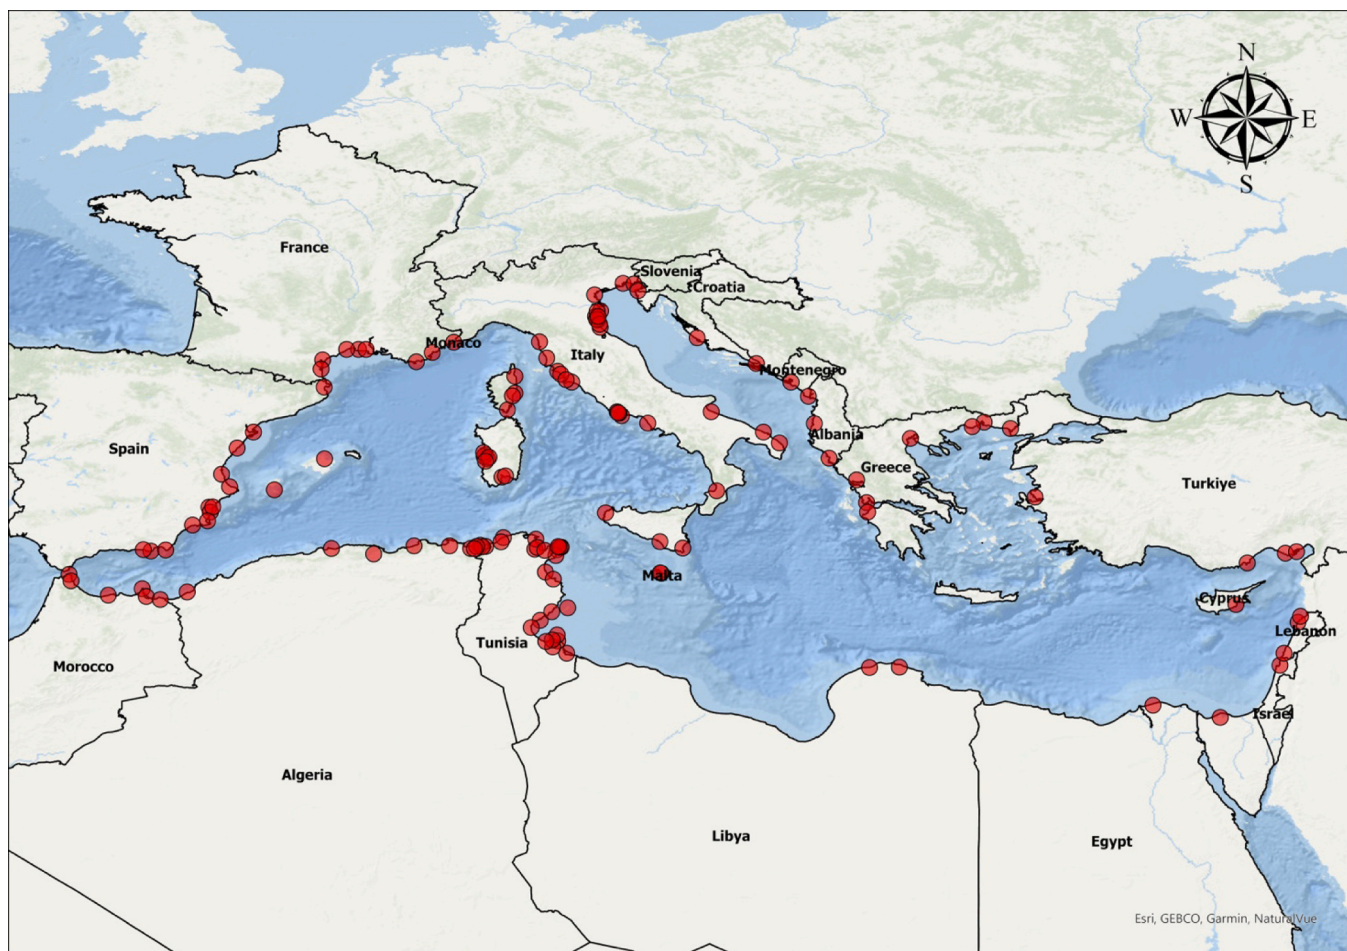 N
W E
S
France
Slovenia
Croatia
Monaco
Italy
Montenegro
Spain
Albania
Greece
Turkiye
Malta
Cyprus
Lebanon
Tunisia
Morocco
Israel
Algeria
Libya
Egypt
Esri, GEBCO, Garmin, NaturalVue